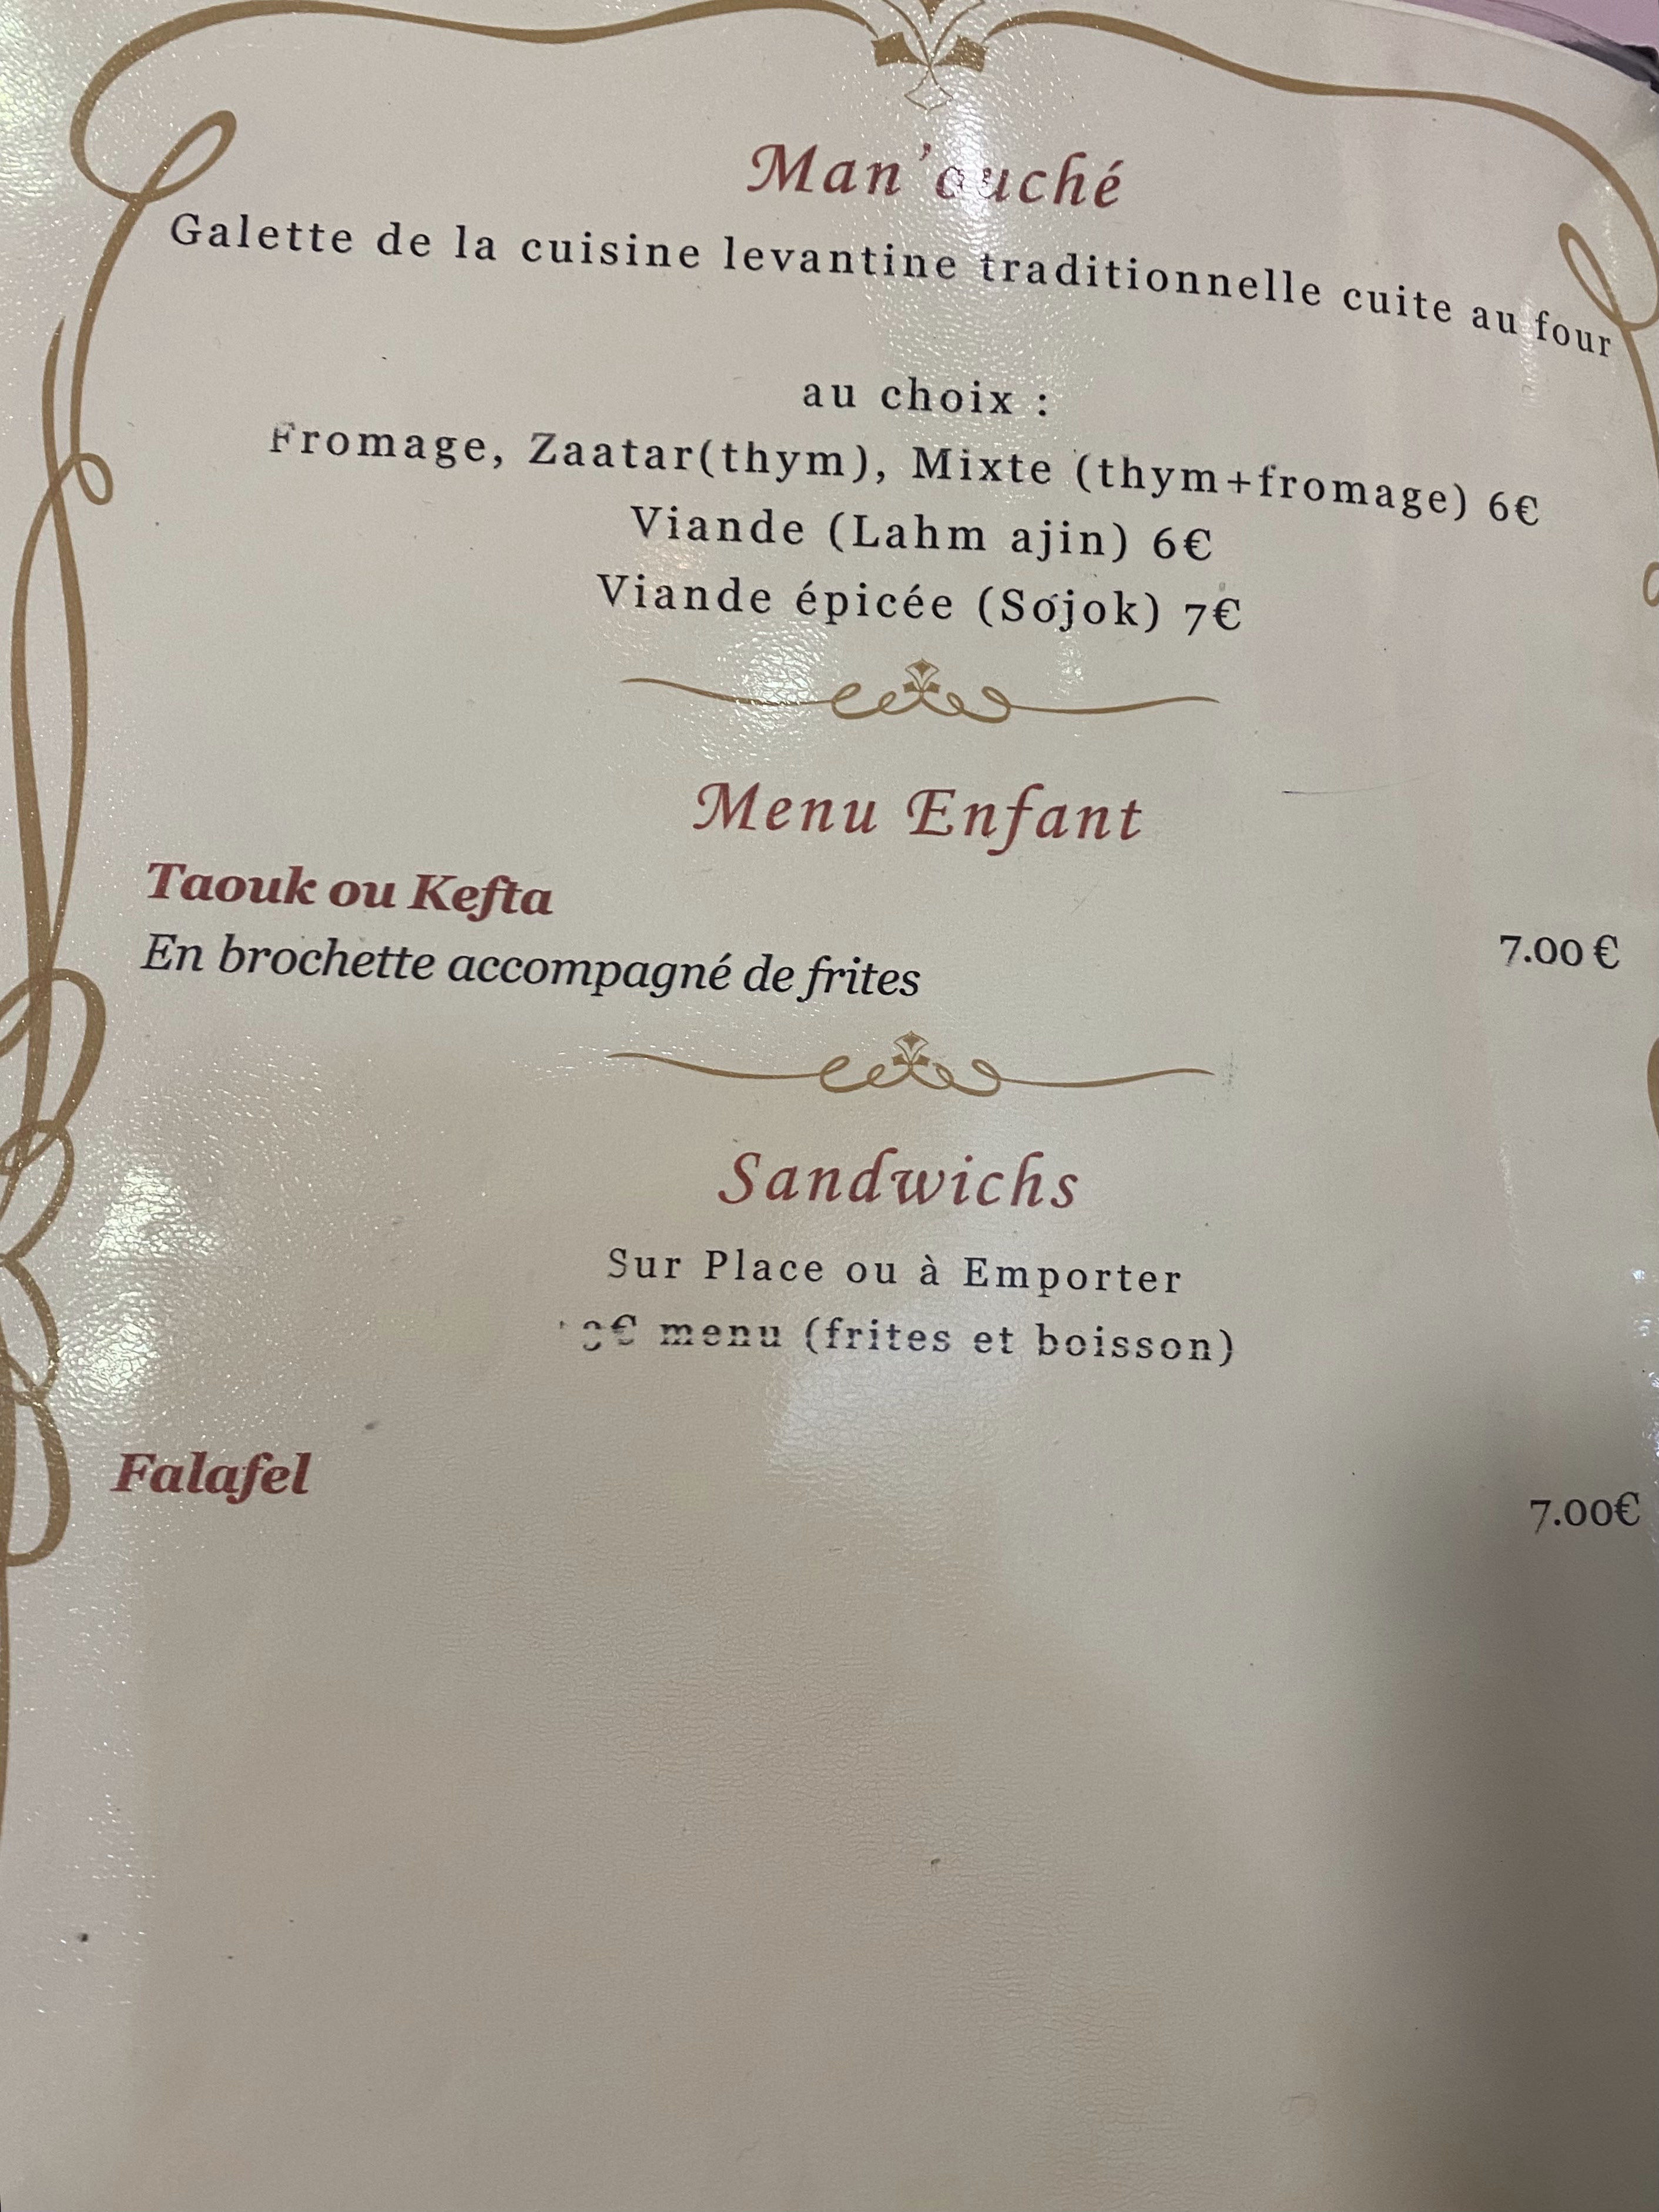 Man'ouché
Galette de la cuisine levantine traditionnelle cuite au four
au choix :
Fromage, Zaatar(thym), Mixte (thym+fromage) 6€
Viande (Lahm ajin) 6€
Viande épicée (Sojok) 7€
Menu Enfant
Taouk ou Kefta
En brochette accompagné de frites 7.00 €
Sandwichs
Sur Place ou à Emporter
menu (frites et boisson)
Falafel 7.00€